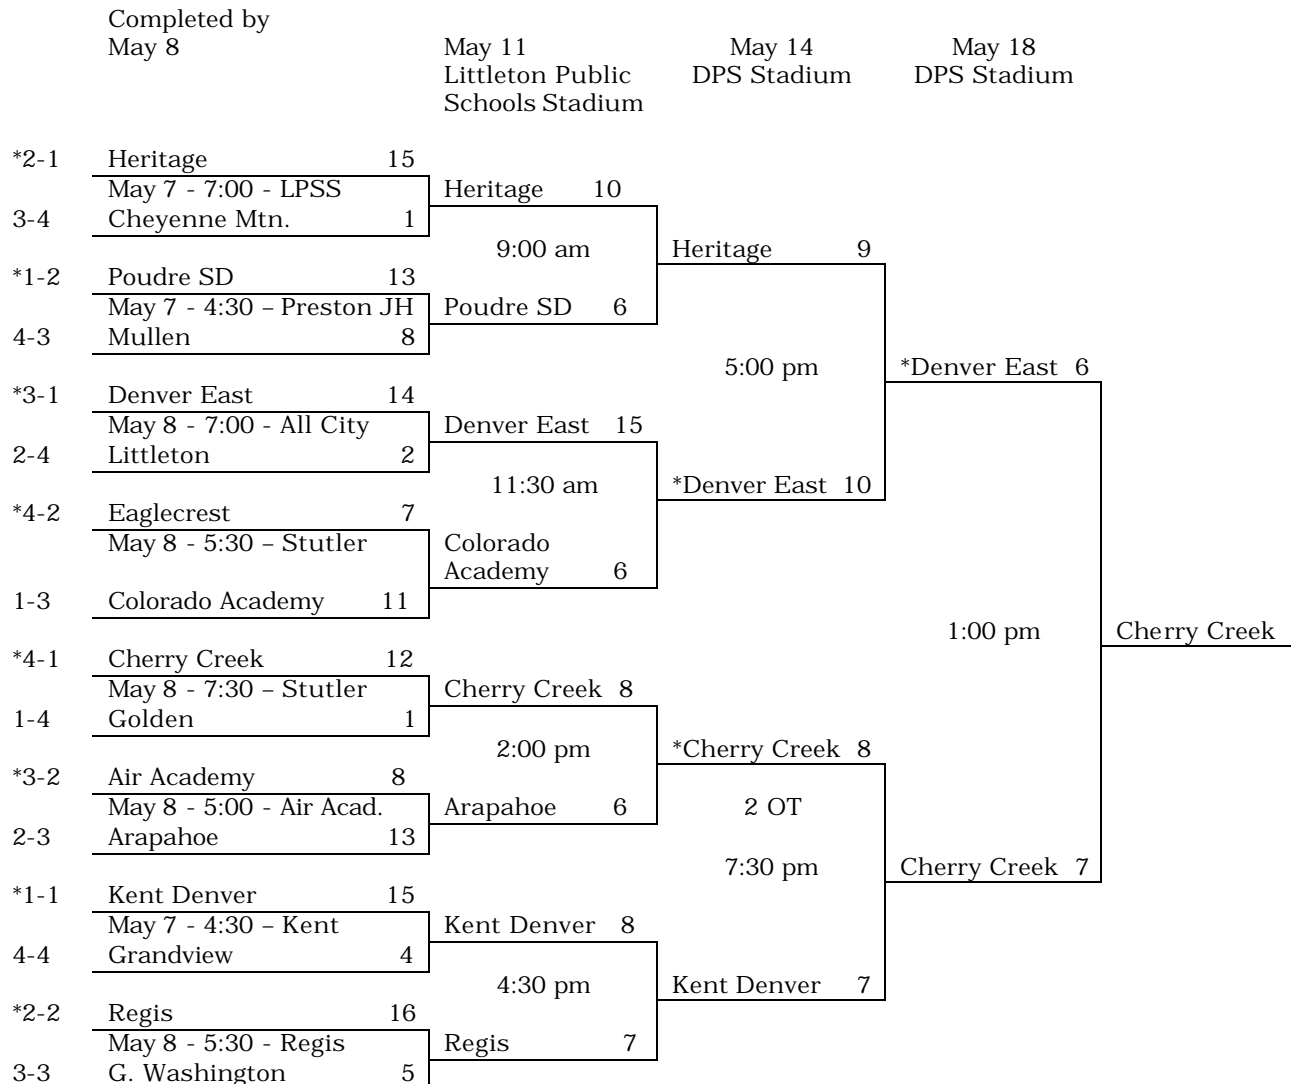 Completed by
May 8 May 11 May 14 May 18
Littleton Public DPS Stadium DPS Stadium
Schools Stadium
*2-1 Heritage 15
May 7 - 7:00 - LPSS Heritage 10
3-4 Cheyenne Mtn. 1
9:00 am Heritage 9
*1-2 Poudre SD 13
May 7 - 4:30 – Preston JH Poudre SD 6
4-3 Mullen 8
5:00 pm *Denver East 6
*3-1 Denver East 14
May 8 - 7:00 - All City Denver East 15
2-4 Littleton 2
11:30 am *Denver East 10
*4-2 Eaglecrest 7
May 8 - 5:30 – Stutler Colorado
Academy 6
1-3 Colorado Academy 11
1:00 pm Cherry Creek
*4-1 Cherry Creek 12
May 8 - 7:30 – Stutler Cherry Creek 8
1-4 Golden 1
2:00 pm *Cherry Creek 8
*3-2 Air Academy 8
May 8 - 5:00 - Air Acad. Arapahoe 6 2 OT
2-3 Arapahoe 13
7:30 pm Cherry Creek 7
*1-1 Kent Denver 15
May 7 - 4:30 – Kent Kent Denver 8
4-4 Grandview 4
4:30 pm Kent Denver 7
*2-2 Regis 16
May 8 - 5:30 - Regis Regis 7
3-3 G. Washington 5